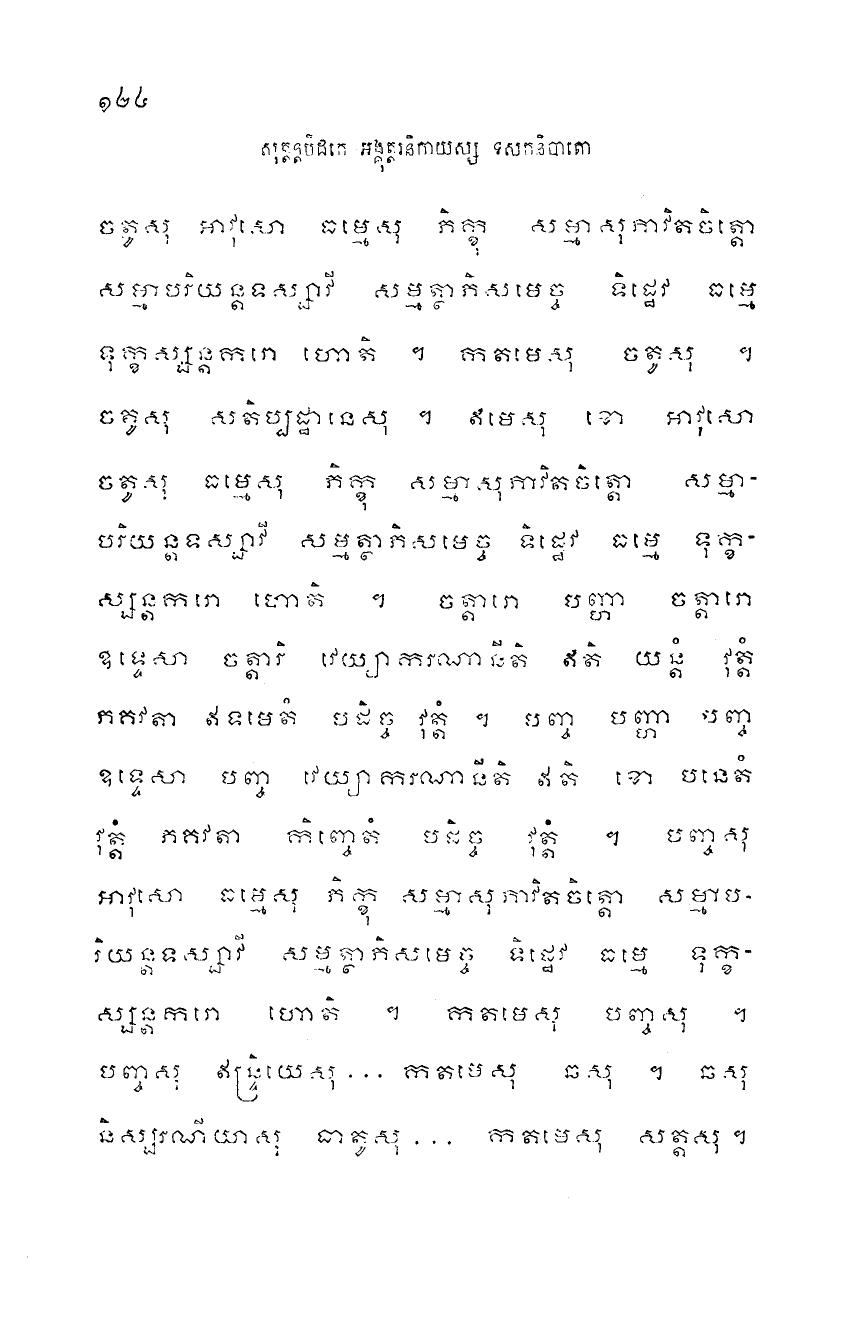 ១២៤
សុត្តន្តបិដកេ អង្គុត្តរនិកាយស្ស ទសកនិបាតោ
ចតូសុ អាវុសោ ធម្មេសុ ភិក្ខុ សម្មាសុភាវិតចិត្តោ
សម្មាបរិយន្តទស្សាវី សម្មត្តាភិសមេច្ច ទិដ្ឋេវ ធម្មេ
ទុក្ខស្សន្តករោ ហោតិ ។ កតមេសុ ចតូសុ ។
ចតូសុ សតិប្បដ្ឋានេសុ ។ ឥមេសុ ខោ អាវុសោ
ចតូសុ ធម្មេសុ ភិក្ខុ សម្មាសុភាវិតចិត្តោ សម្មា-
បរិយន្តទស្សាវី សម្មត្តាភិសមេច្ច ទិដ្ឋេវ ធម្មេ ទុក្ខ-
ស្សន្តករោ ហោតិ ។ ចត្តារោ បញ្ហា ចត្តារោ
ឧទ្ទេសា ចត្តារិ វេយ្យាករណានីតិ ឥតិ យន្តំ វុត្តំ
ភគវតា ឥទមេតំ បដិច្ច វុត្តំ ។ បញ្ច បញ្ហា បញ្ច
ឧទ្ទេសា បញ្ច វេយ្យាករណានីតិ ឥតិ ខោ បនេតំ
វុត្តំ ភគវតា កិញ្ចេតំ បដិច្ច វុត្តំ ។ បញ្ចសុ
អាវុសោ ធម្មេសុ ភិក្ខុ សម្មាសុភាវិតចិត្តោ សម្មាប-
រិយន្តទស្សាវី សម្មត្តាភិសមេច្ច ទិដ្ឋេវ ធម្មេ ទុក្ខ-
ស្សន្តករោ ហោតិ ។ កតមេសុ បញ្ចសុ ។
បញ្ចសុ ឥន្ទ្រិយេសុ... កតមេសុ ឆសុ ។ ឆសុ
និស្សរណីយាសុ ធាតូសុ... កតមេសុ សត្តសុ ។